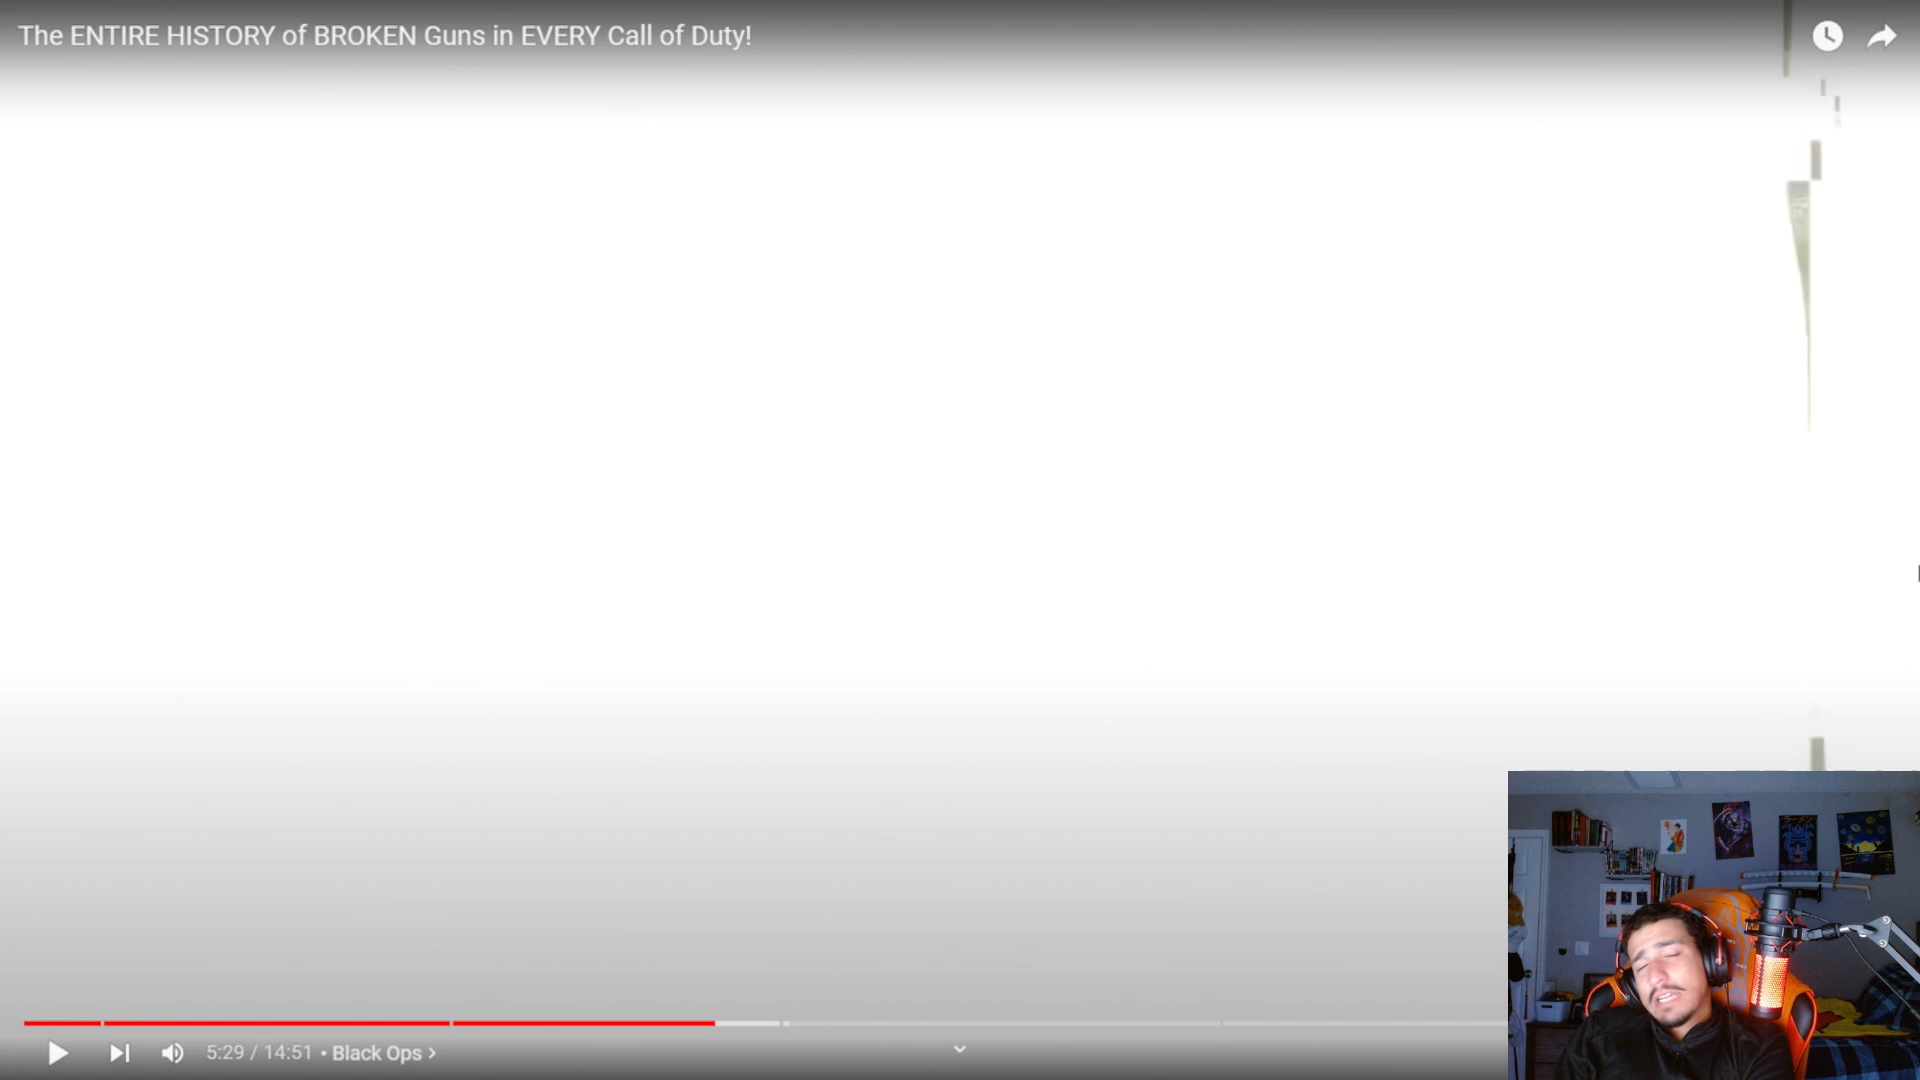 The ENTIRE HISTORY of BROKEN Guns in EVERY Call of Duty!
5:29 / 14:51 • Black Ops >